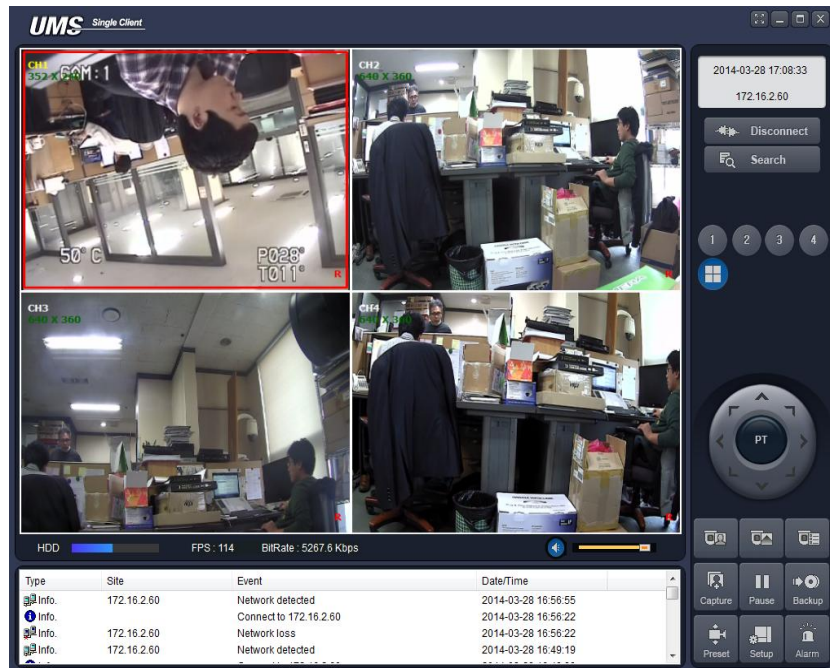 UMS Single Client
CH1
352 X 240
CAM:1
50°C
P028°
T011°
R
CH2
640 X 360
R
CH3
640 X 360
R
CH4
640 X 360
R
2014-03-28 17:08:33
172.16.2.60
Disconnect
Search
1 2 3 4
PT
HDD FPS : 114 BitRate : 5267.6 Kbps
Capture Pause Backup
Preset Setup Alarm
Type Site Event Date/Time
Info. 172.16.2.60 Network detected 2014-03-28 16:56:55
Info. Connect to 172.16.2.60 2014-03-28 16:56:22
Info. 172.16.2.60 Network loss 2014-03-28 16:56:22
Info. 172.16.2.60 Network detected 2014-03-28 16:49:19